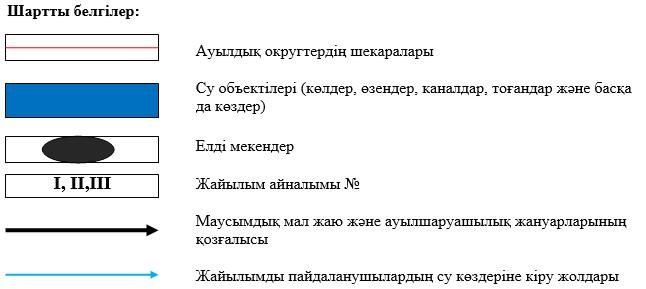 Шартты белгілер:
Ауылдық округтердің шекаралары
Су объектілері (көлдер, өзендер, каналдар, тоғандар және басқа
да көздер)
Елді мекендер
I, II,III Жайылым айналымы №
Маусымдық мал жаю және ауылшаруашылық жануарларының
қозғалысы
Жайылымды пайдаланушылардың су көздеріне кіру жолдары